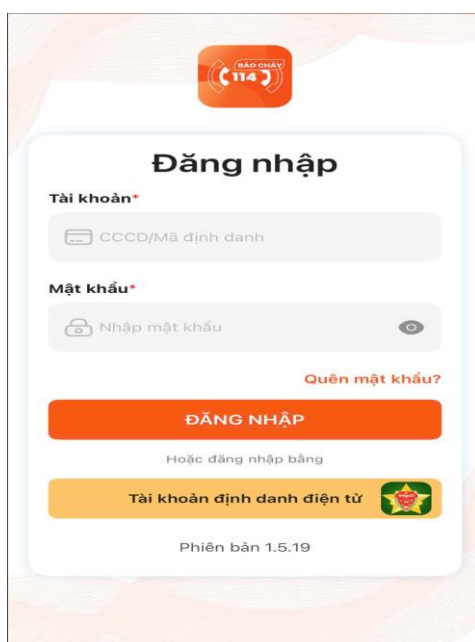 BÁO CHÁY
114
Đăng nhập
Tài khoản*
CCCD/Mã định danh
Mật khẩu*
Nhập mật khẩu
Quên mật khẩu?
ĐĂNG NHẬP
Hoặc đăng nhập bằng
Tài khoản định danh điện tử
Phiên bản 1.5.19